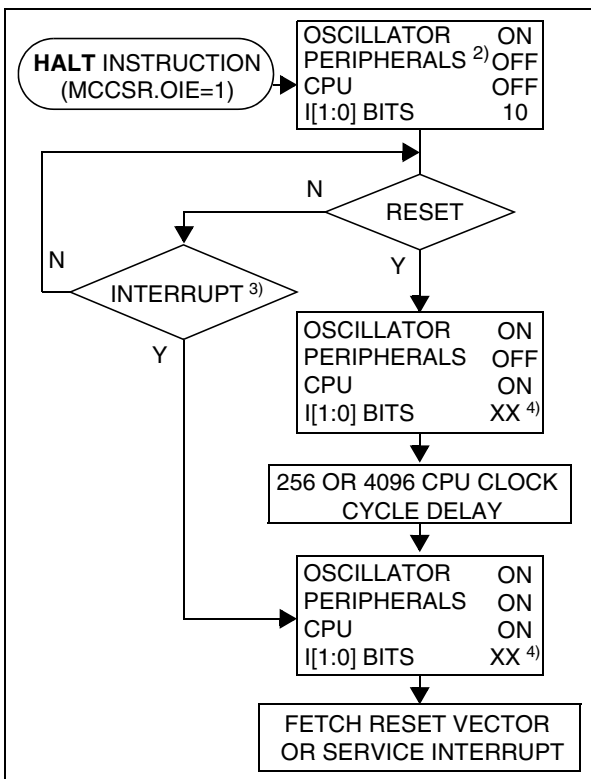 HALT INSTRUCTION
(MCCSR.OIE=1)
OSCILLATOR ON
PERIPHERALS 2) OFF
CPU OFF
I[1:0] BITS 10
N
RESET
N
Y
INTERRUPT 3)
Y
OSCILLATOR ON
PERIPHERALS OFF
CPU ON
I[1:0] BITS XX 4)
256 OR 4096 CPU CLOCK
CYCLE DELAY
OSCILLATOR ON
PERIPHERALS ON
CPU ON
I[1:0] BITS XX 4)
FETCH RESET VECTOR
OR SERVICE INTERRUPT